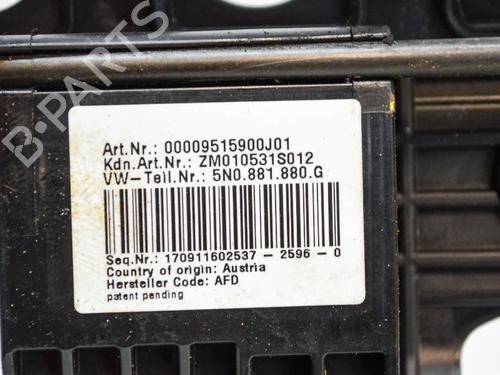 B-PARTS
Art.Nr.: 00009515900J01
Kdn.Art.Nr.: ZM010531S012
VW-Teil.Nr.: 5N0.881.880.G
Seq.Nr.: 170911602537 - 2596 - 0
Country of origin: Austria
Hersteller Code: AFD
patent pending